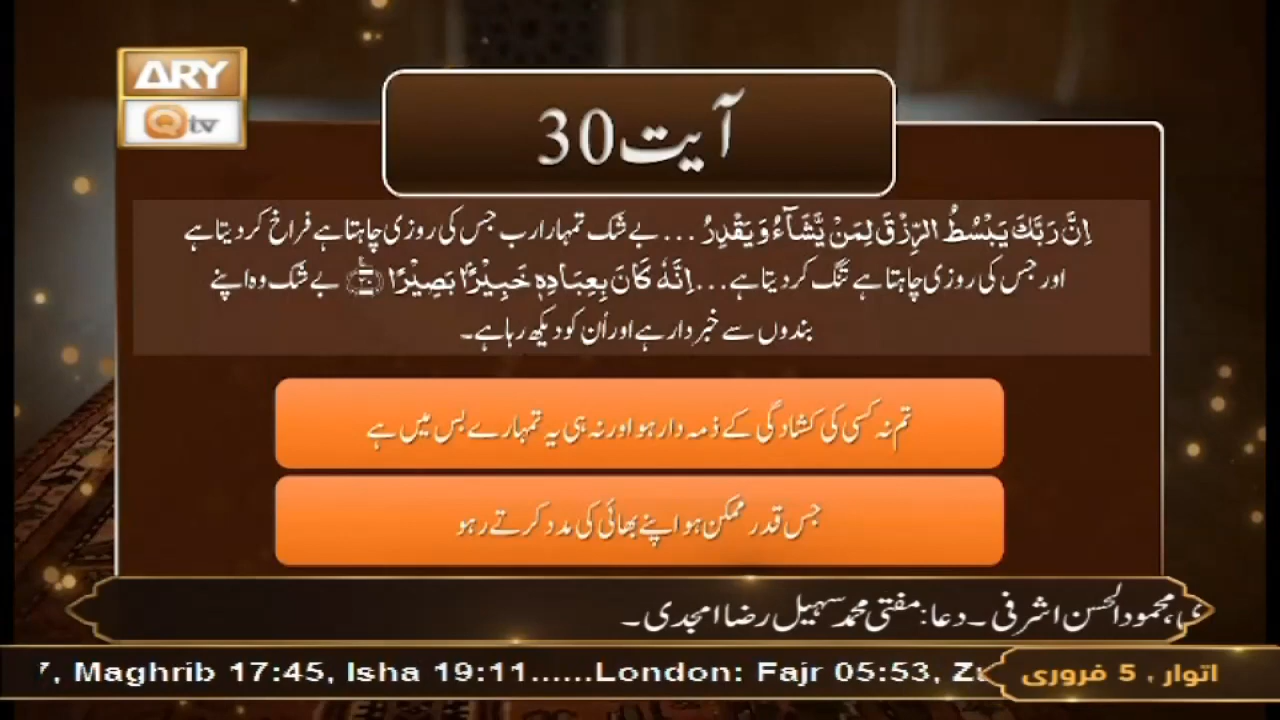 ARY
Qtv
آیت 30
اِنَّ رَبَّكَ يَبْسُطُ الرِّزْقَ لِمَنْ يَّشَآءُ وَيَقْدِرُ... بے شک تمہارا رب جس کی روزی چاہتا ہے فراخ کر دیتا ہے
اور جس کی روزی چاہتا ہے تنگ کر دیتا ہے... اِنَّهٗ كَانَ بِعِبَادِهٖ خَبِيْرًۢا بَصِيْرًا ۝۳۰ بے شک وہ اپنے
بندوں سے خبردار ہے اور اُن کو دیکھ رہا ہے۔
تم نہ کسی کی کشادگی کے ذمہ دار ہو اور نہ ہی یہ تمہارے بس میں ہے
جس قدر ممکن ہو اپنے بھائی کی مدد کرتے رہو
، محمود الحسن اشرفی ۔ دعا: مفتی محمد سہیل رضا امجدی ۔
7, Maghrib 17:45, Isha 19:11......London: Fajr 05:53,
اتوار , 5 فروری